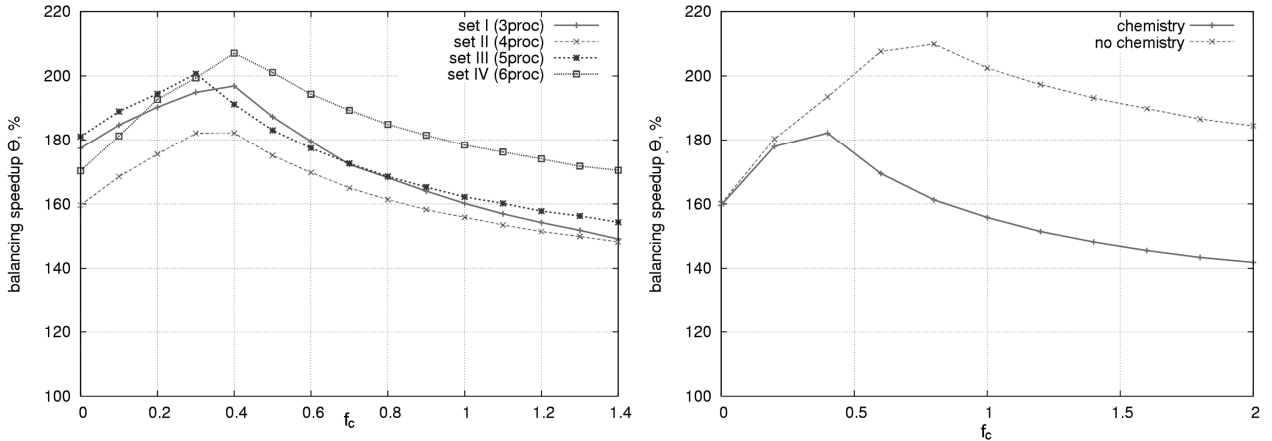 220
200
180
160
140
120
100
0
0.2
0.4
0.6
0.8
1
1.2
1.4
balancing speedup Θ, %
f_c
set I (3proc)
set II (4proc)
set III (5proc)
set IV (6proc)
220
200
180
160
140
120
100
0
0.5
1
1.5
2
balancing speedup Θ, %
f_c
chemistry
no chemistry